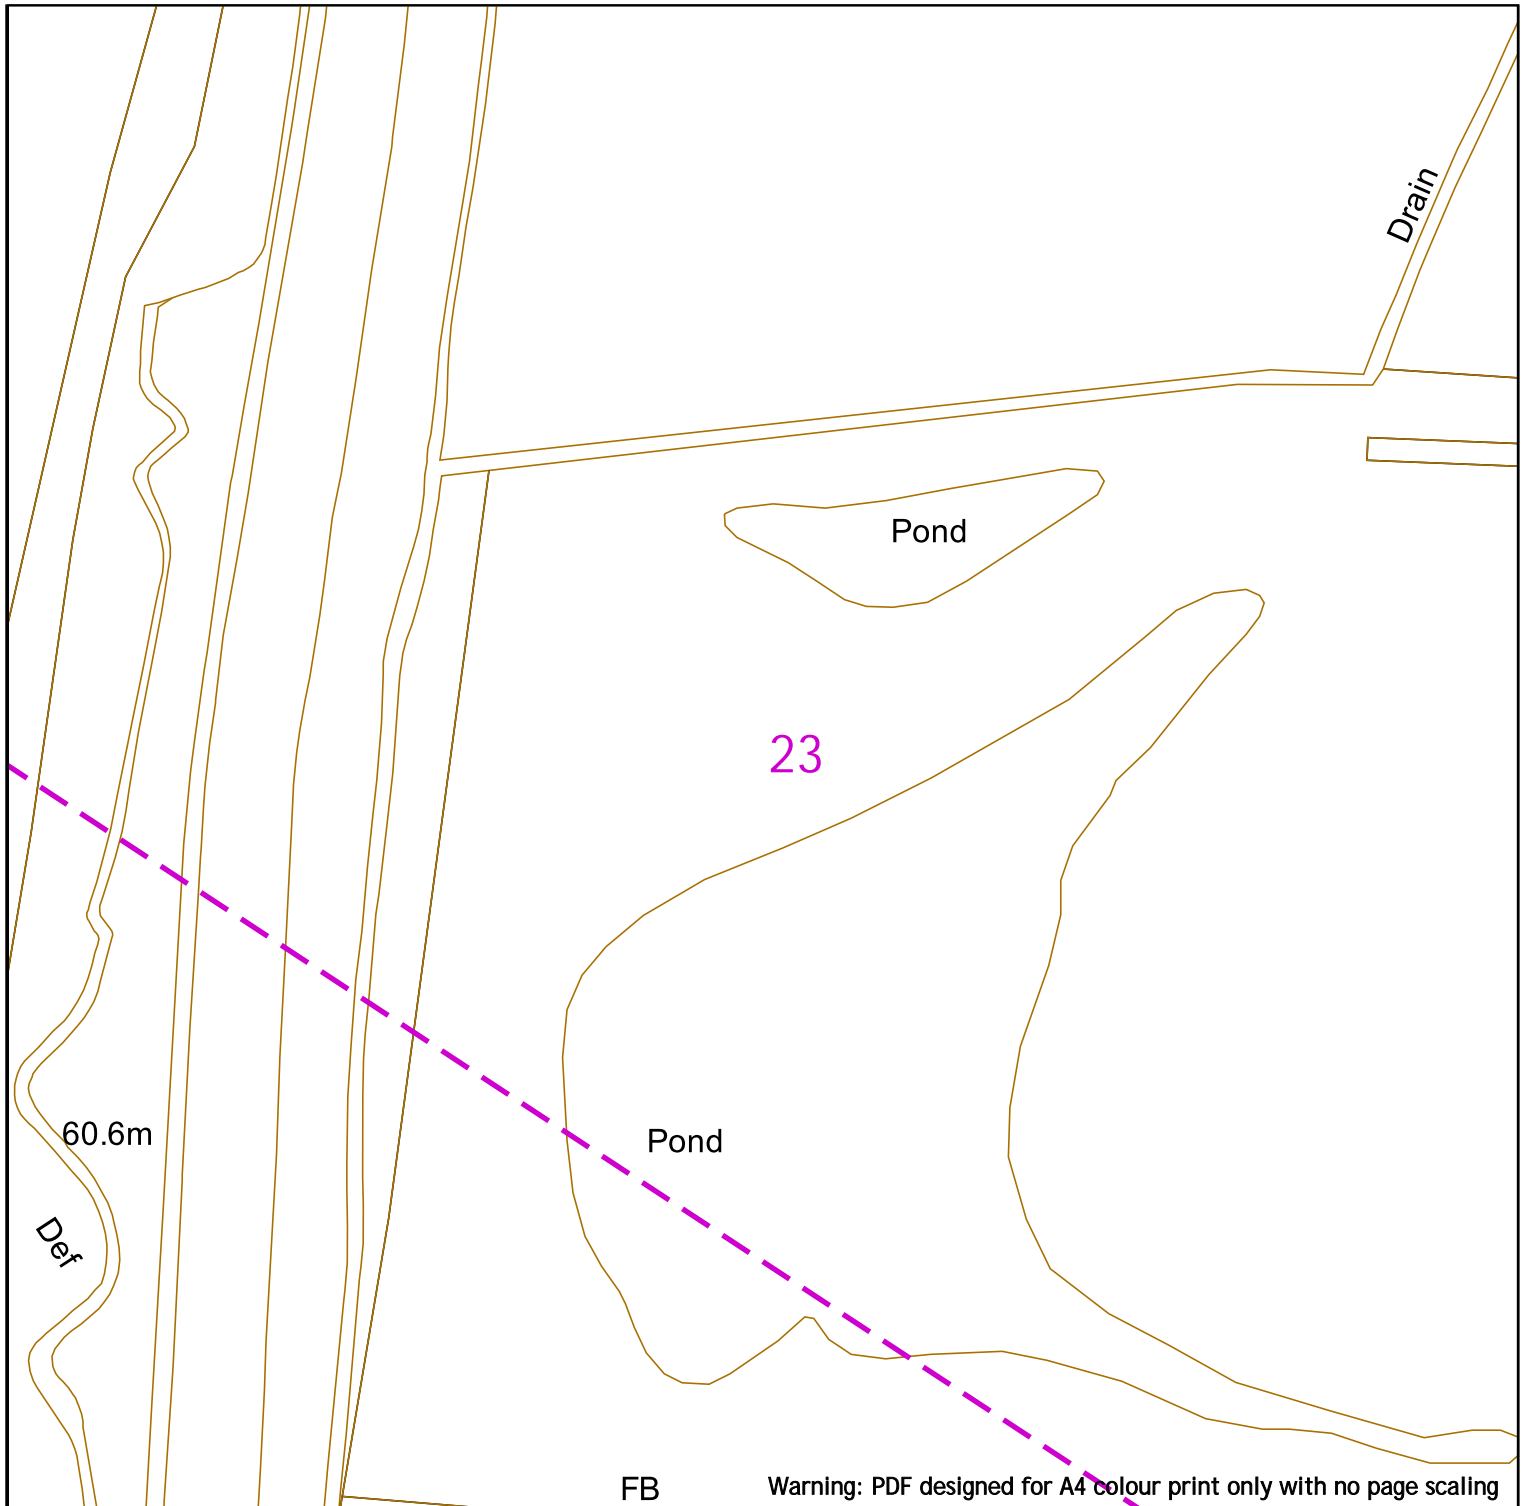 Drain
Pond
23
60.6m
Pond
Def
FB
Warning: PDF designed for A4 colour print only with no page scaling